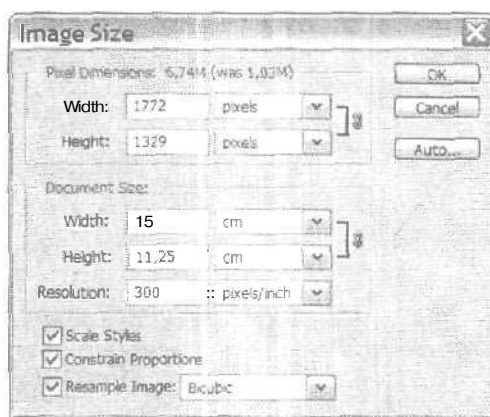 Image Size
Pixel Dimensions: 6,74M (was 1,03M)
OK
Width: 1772 pixels
Cancel
Height: 1329 pixels
Auto...
Document Size:
Width: 15 cm
Height: 11,25 cm
Resolution: 300 :: pixels/inch
Scale Styles
Constrain Proportions
Resample Image: Bicubic